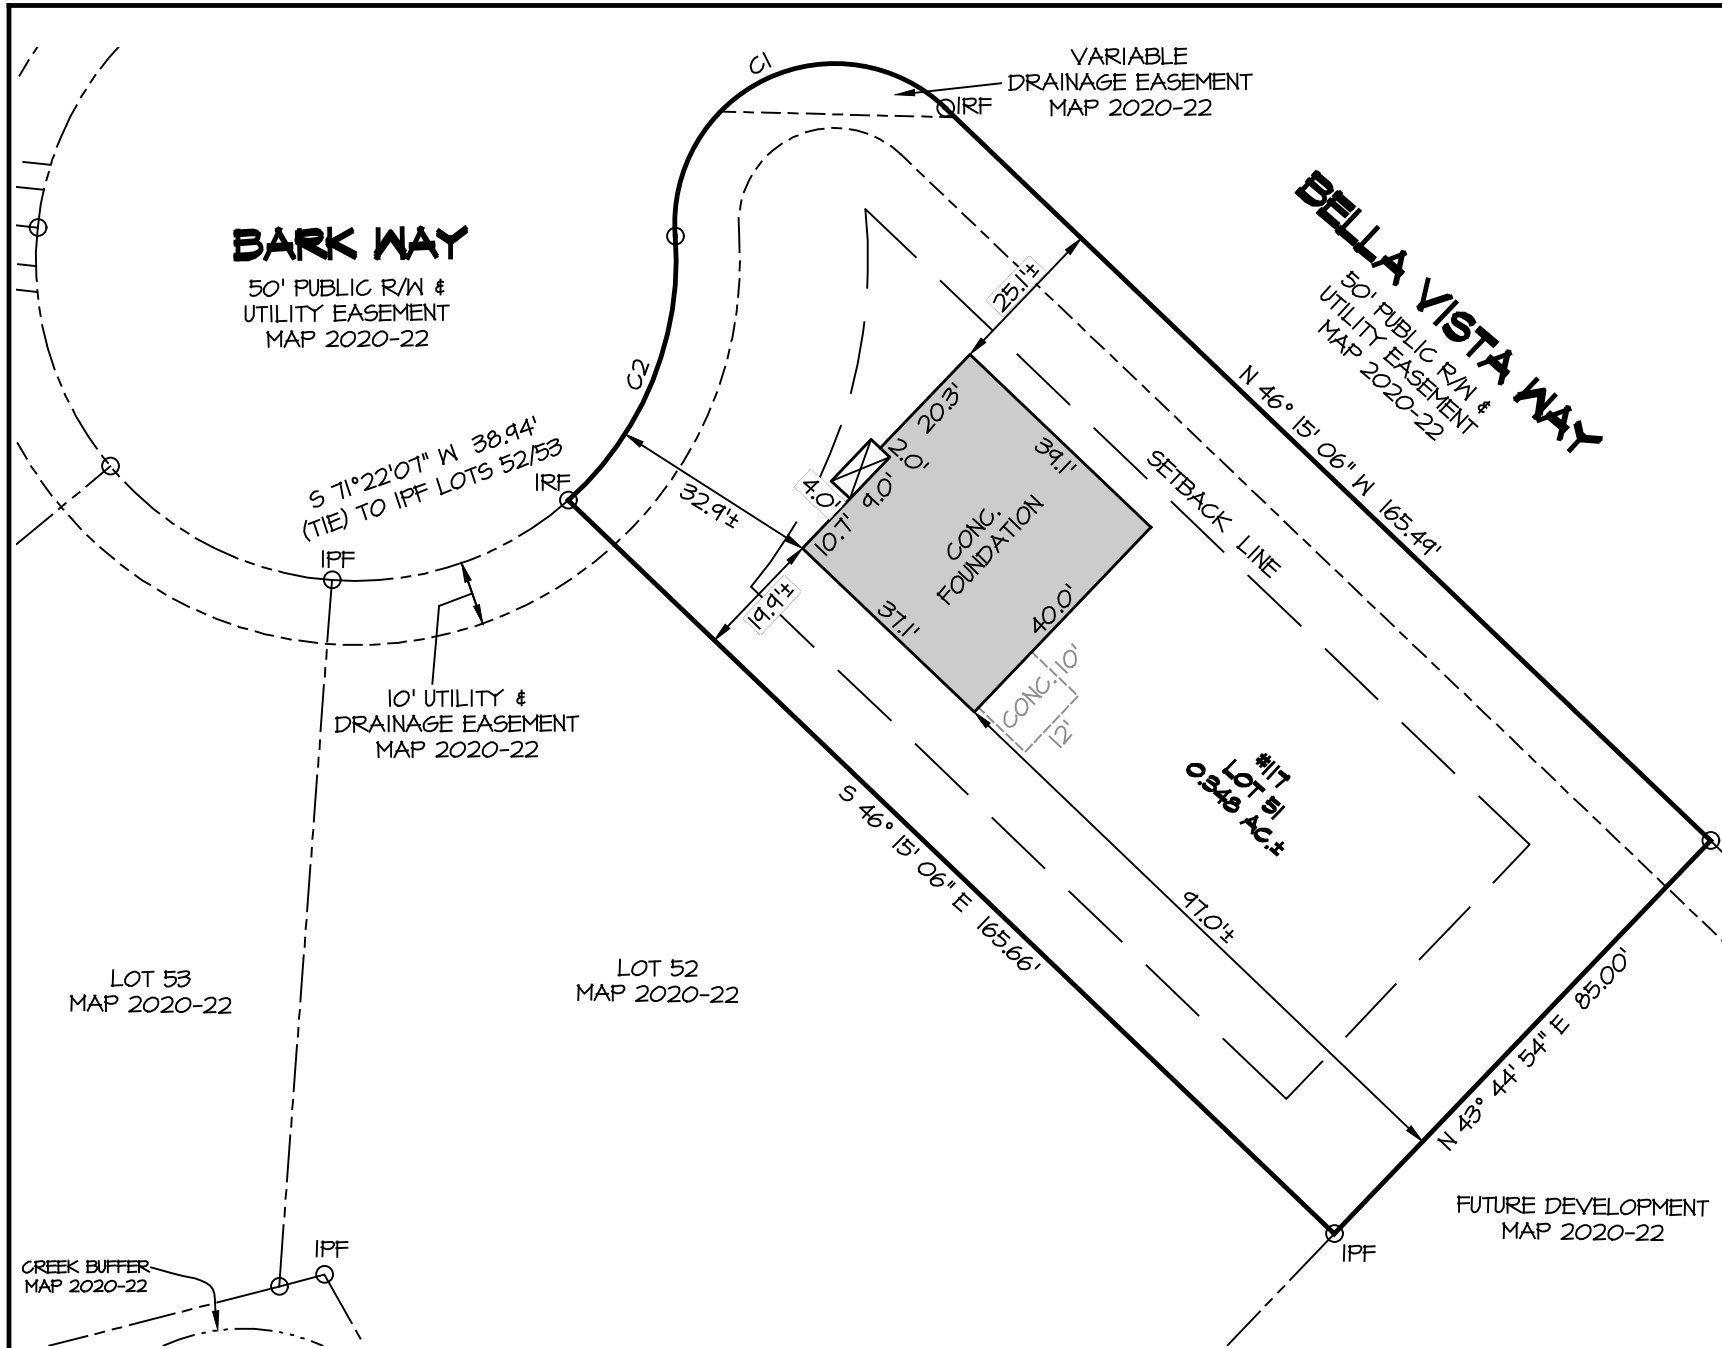 C1
VARIABLE
DRAINAGE EASEMENT
MAP 2020-22
IRF
BARK WAY
50' PUBLIC R/W &
UTILITY EASEMENT
MAP 2020-22
BELLA VISTA WAY
50' PUBLIC R/W &
UTILITY EASEMENT
MAP 2020-22
25.1'±
C2
N 46° 15' 06" W 165.49'
S 71°22'07" W 38.94'
(TIE) TO IPF LOTS 52/53
IRF
32.9'±
20.3'
2.0'
9.0'
4.0'
10.7'
39.1'
CONC.
FOUNDATION
SETBACK LINE
IPF
19.9'±
37.1'
40.0'
CONC.
10'
12'
10' UTILITY &
DRAINAGE EASEMENT
MAP 2020-22
#117
LOT 51
0.348 AC.±
S 46° 15' 06" E 165.66'
97.0'±
LOT 53
MAP 2020-22
LOT 52
MAP 2020-22
N 43° 44' 54" E 85.00'
FUTURE DEVELOPMENT
MAP 2020-22
IPF
IPF
CREEK BUFFER
MAP 2020-22